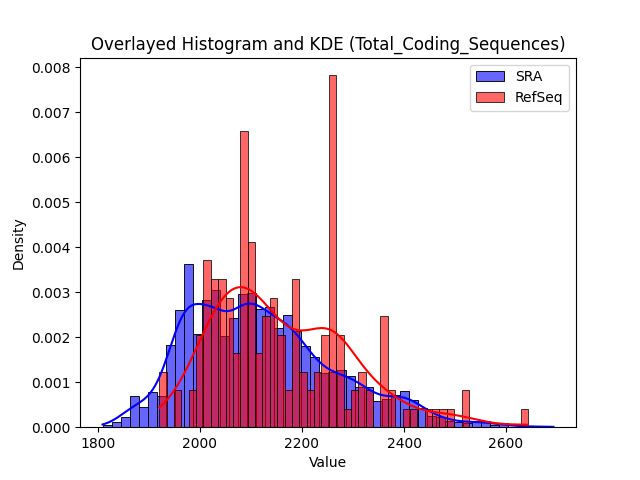 Overlayed Histogram and KDE (Total_Coding_Sequences)
SRA
RefSeq
0.008
0.007
0.006
0.005
0.004
0.003
0.002
0.001
0.000
Density
1800 2000 2200 2400 2600
Value